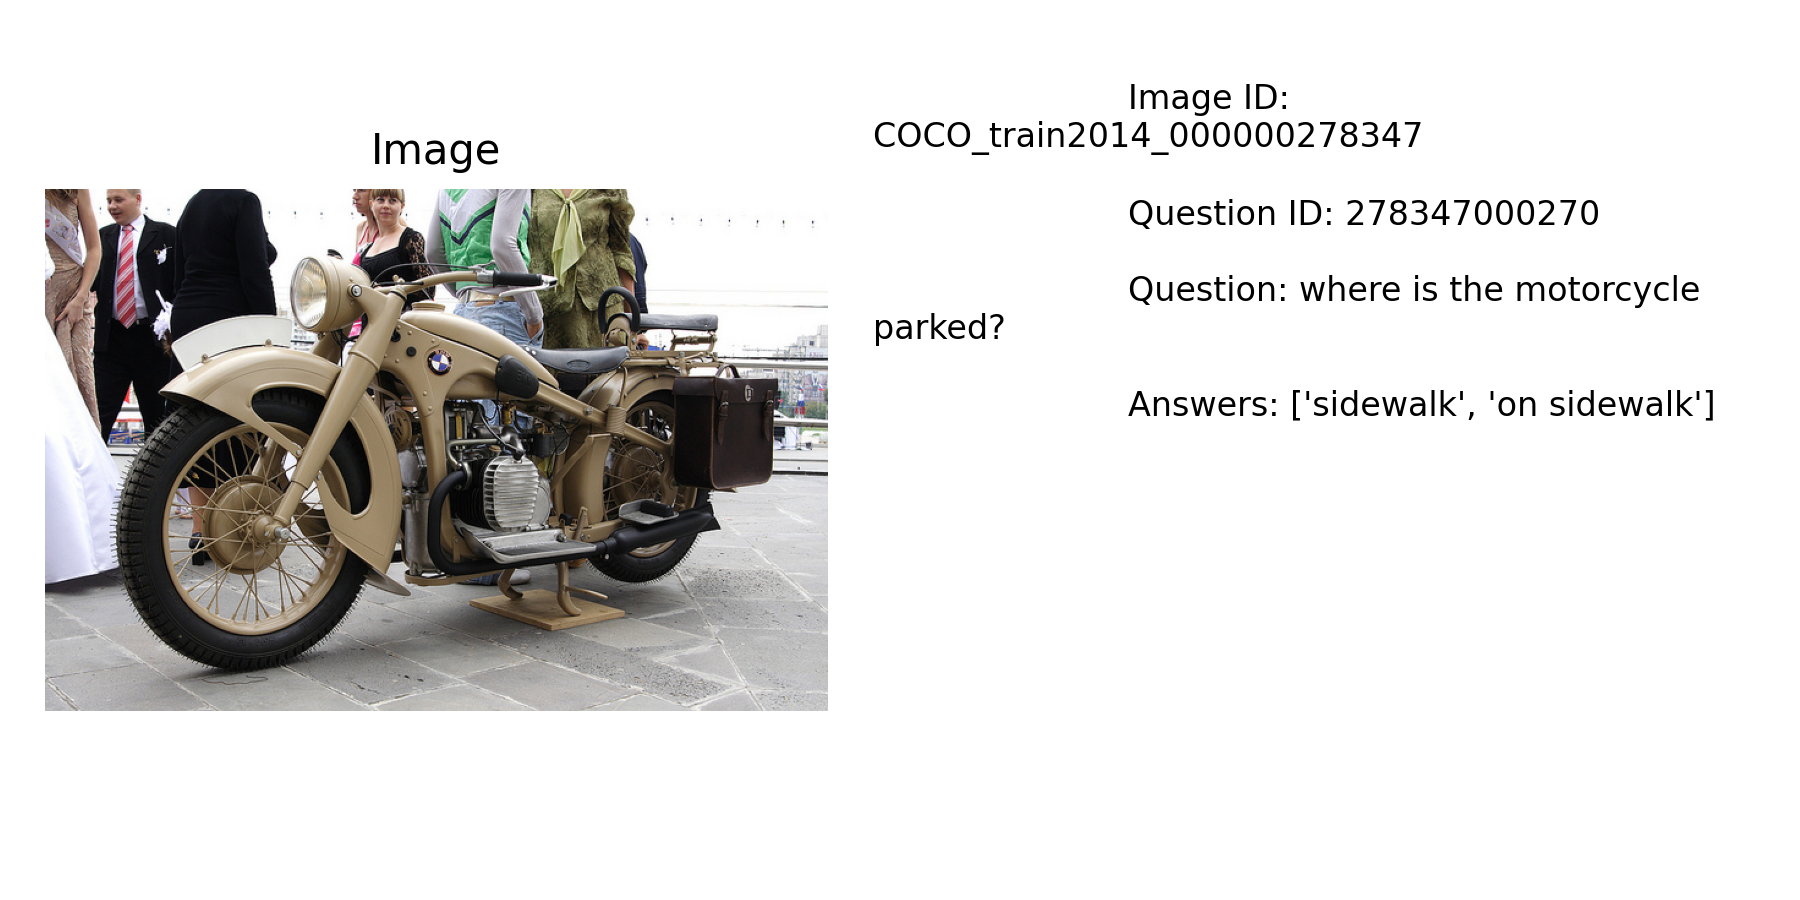 Image
Image ID:
COCO_train2014_000000278347
Question ID: 278347000270
Question: where is the motorcycle
parked?
Answers: ['sidewalk', 'on sidewalk']